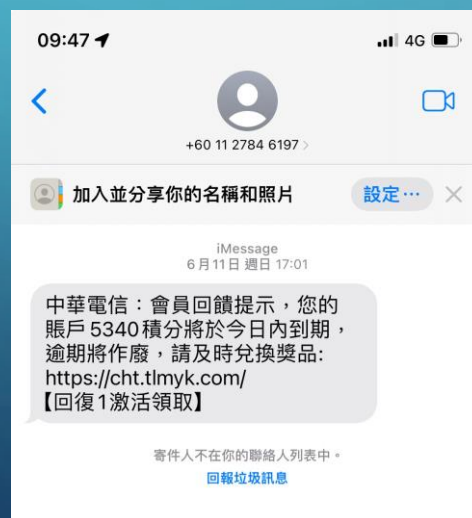 09:47
4G
+60 11 2784 6197
加入並分享你的名稱和照片
設定…
iMessage
6月11日 週日 17:01
中華電信：會員回饋提示，您的
賬戶5340積分將於今日內到期，
逾期將作廢，請及時兌換獎品:
https://cht.tlmyk.com/
【回復1激活領取】
寄件人不在你的聯絡人列表中。
回報垃圾訊息